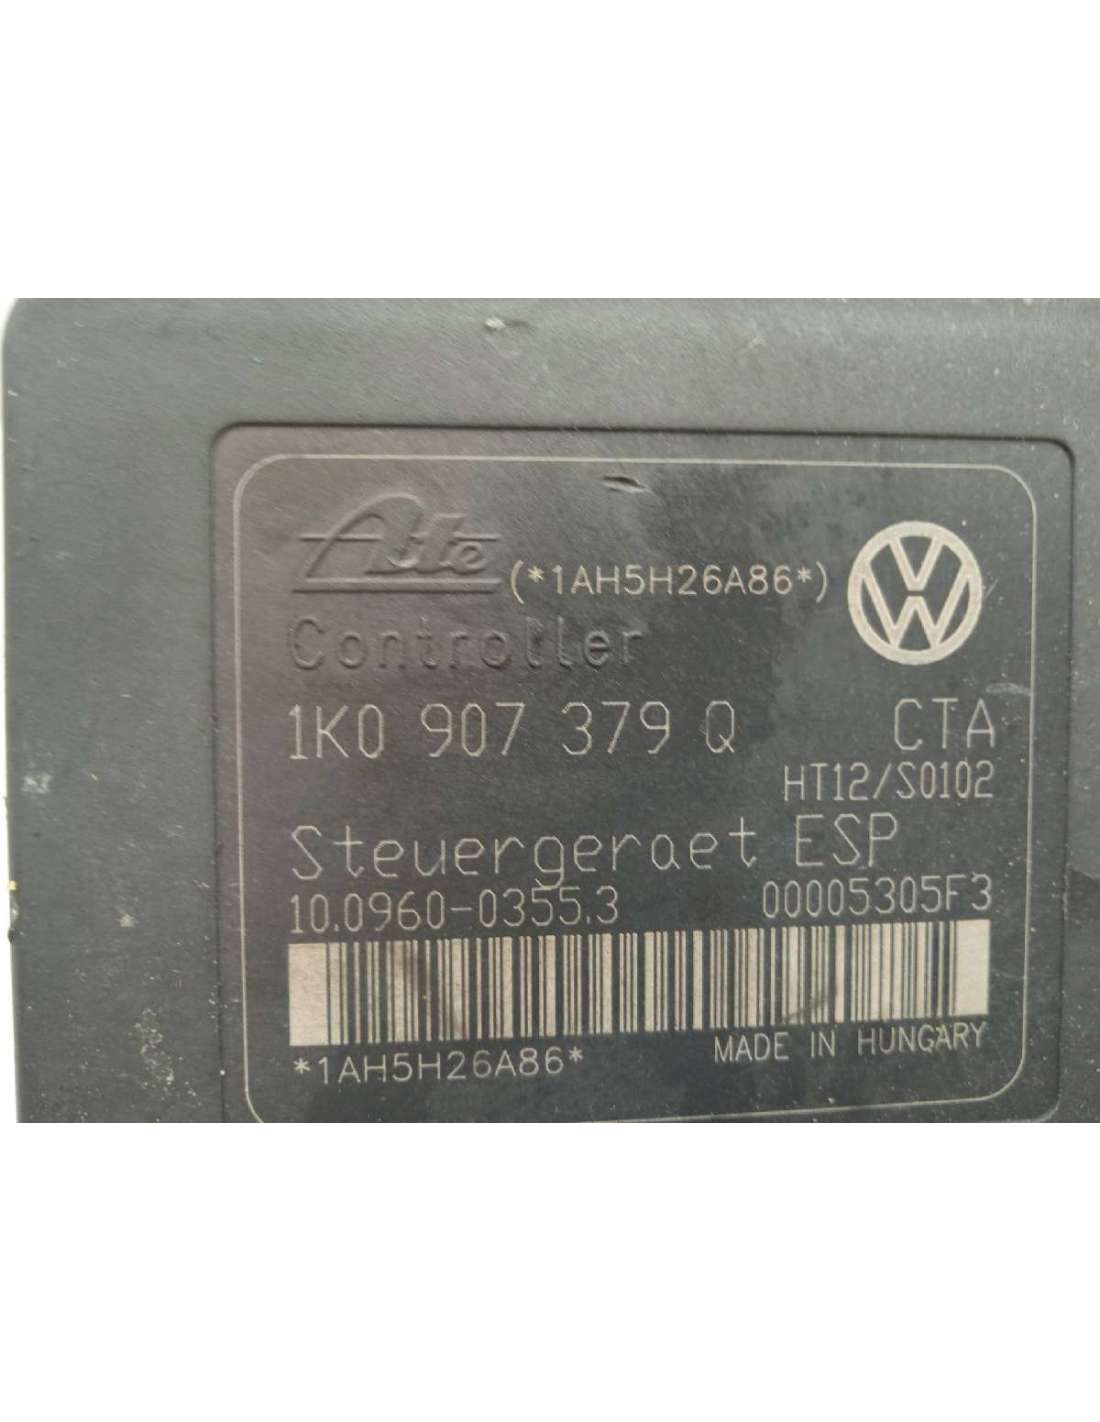 Ate (*1AH5H26A86*)
Controller
1K0 907 379 Q CTA
HT12/S0102
Steuergeraet ESP
10.0960-0355.3 00005305F3
*1AH5H26A86* MADE IN HUNGARY